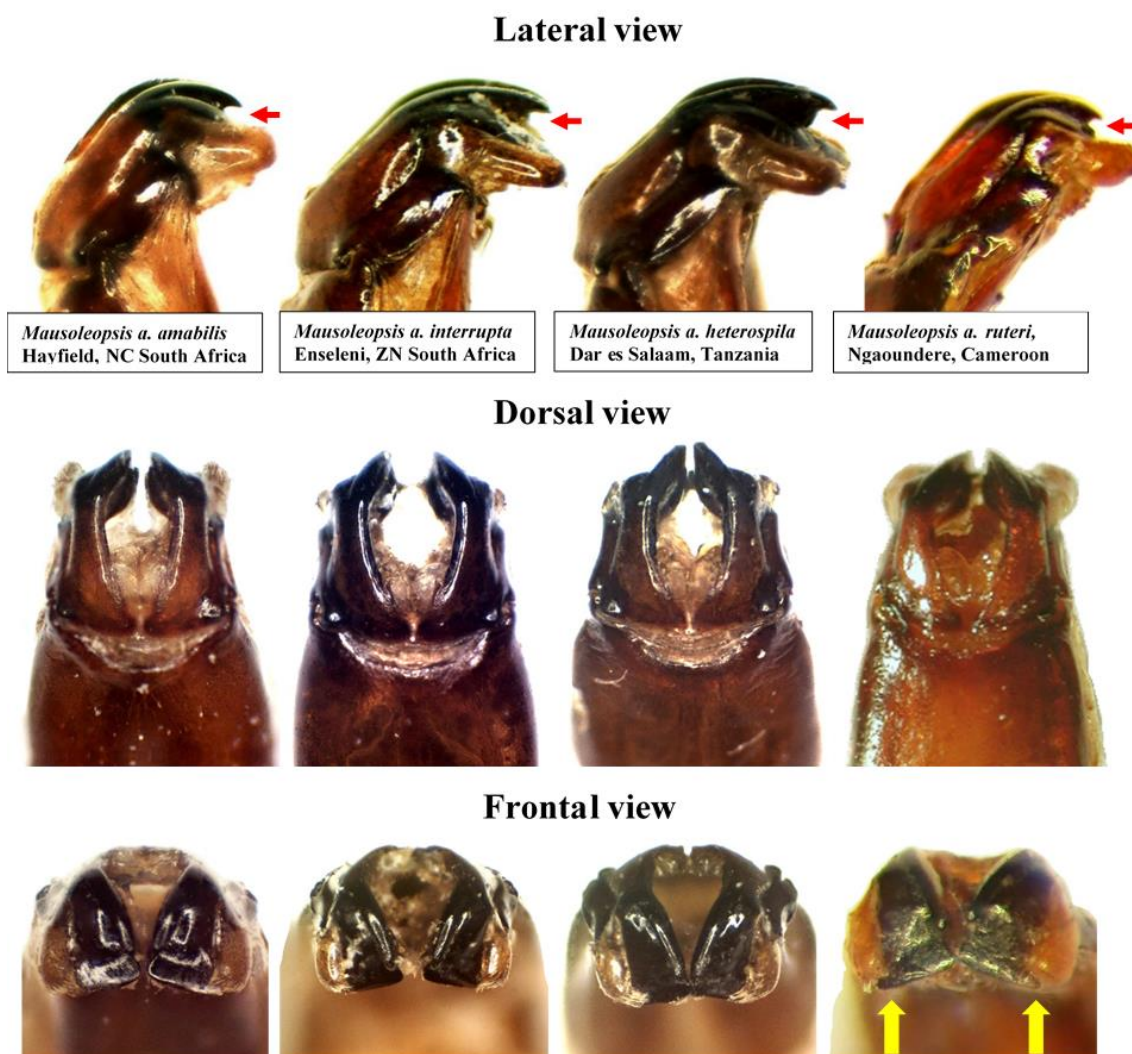 Lateral view
Mausoleopsis a. amabilis
Hayfield, NC South Africa
Mausoleopsis a. interrupta
Enseleni, ZN South Africa
Mausoleopsis a. heterospila
Dar es Salaam, Tanzania
Mausoleopsis a. ruteri,
Ngaoundere, Cameroon
Dorsal view
Frontal view